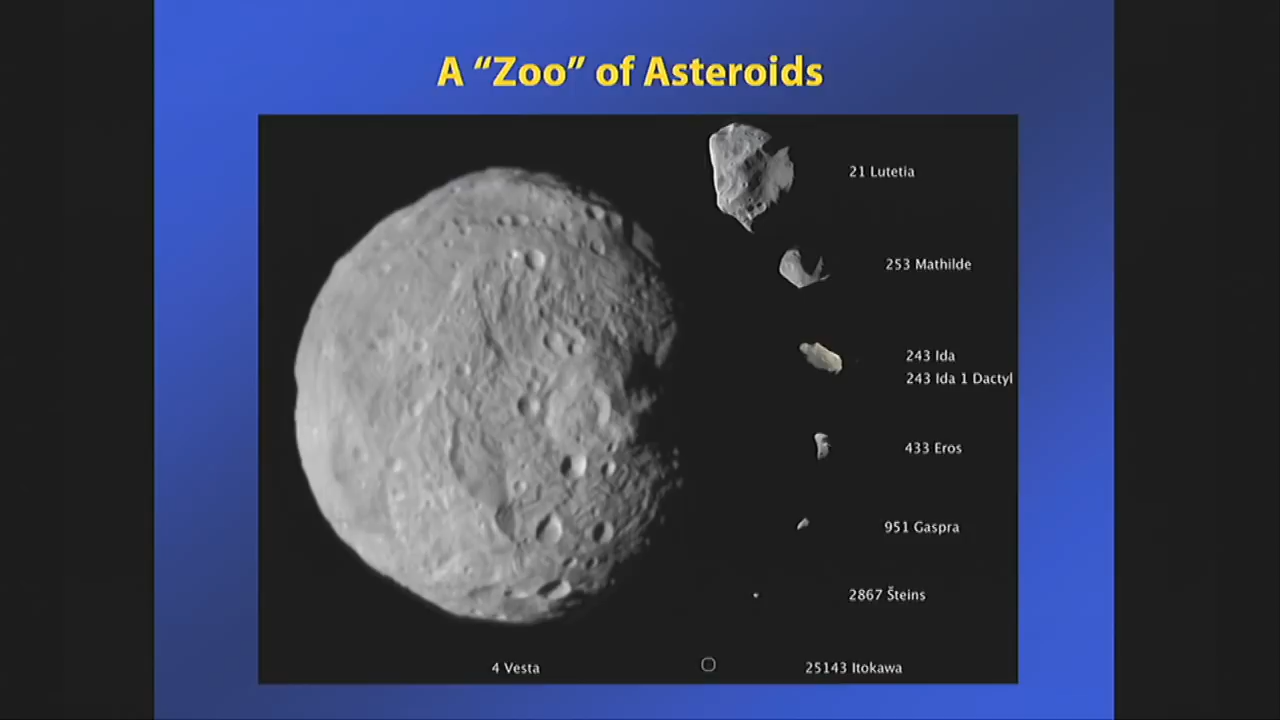 A “Zoo” of Asteroids
21 Lutetia
253 Mathilde
243 Ida
243 Ida 1 Dactyl
433 Eros
951 Gaspra
2867 Šteins
4 Vesta
25143 Itokawa